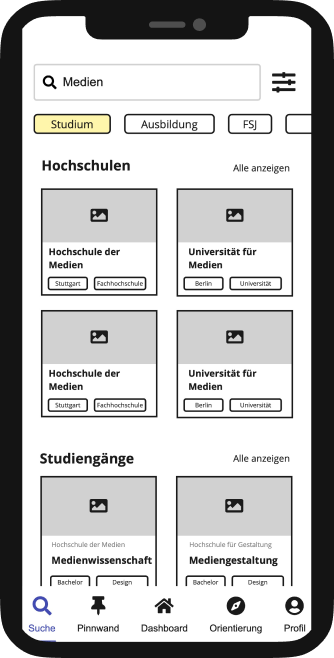 Medien
Studium Ausbildung FSJ
Hochschulen Alle anzeigen
Hochschule der
Medien
Stuttgart Fachhochschule
Universität für
Medien
Berlin Universität
Hochschule der
Medien
Stuttgart Fachhochschule
Universität für
Medien
Berlin Universität
Studiengänge Alle anzeigen
Hochschule der Medien
Medienwissenschaft
Bachelor Design
Hochschule für Gestaltung
Mediengestaltung
Bachelor Design
Suche Pinnwand Dashboard Orientierung Profil